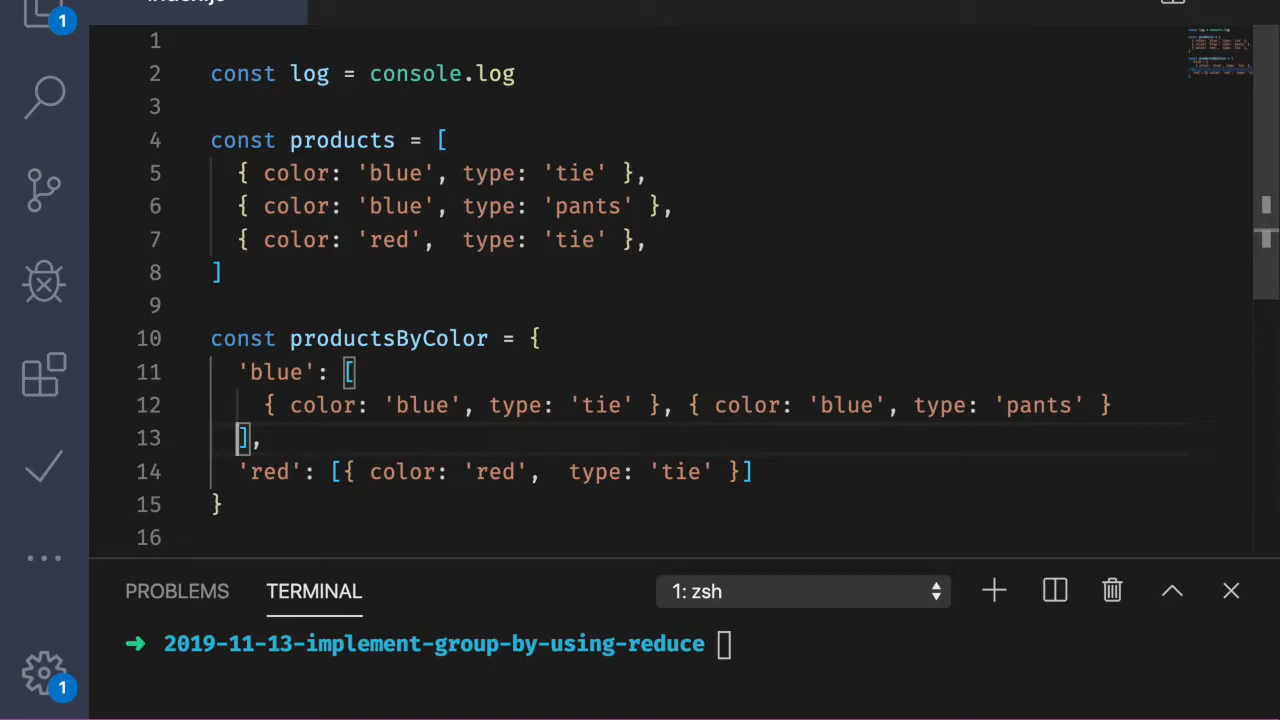 index.js
1
1
2 const log = console.log
3
4 const products = [
5 { color: 'blue', type: 'tie' },
6 { color: 'blue', type: 'pants' },
7 { color: 'red',  type: 'tie' },
8 ]
9
10 const productsByColor = {
11 'blue': [
12 { color: 'blue', type: 'tie' }, { color: 'blue', type: 'pants' }
13 ],
14 'red': [{ color: 'red',  type: 'tie' }]
15 }
16
PROBLEMS TERMINAL 1: zsh
➜ 2019-11-13-implement-group-by-using-reduce
1